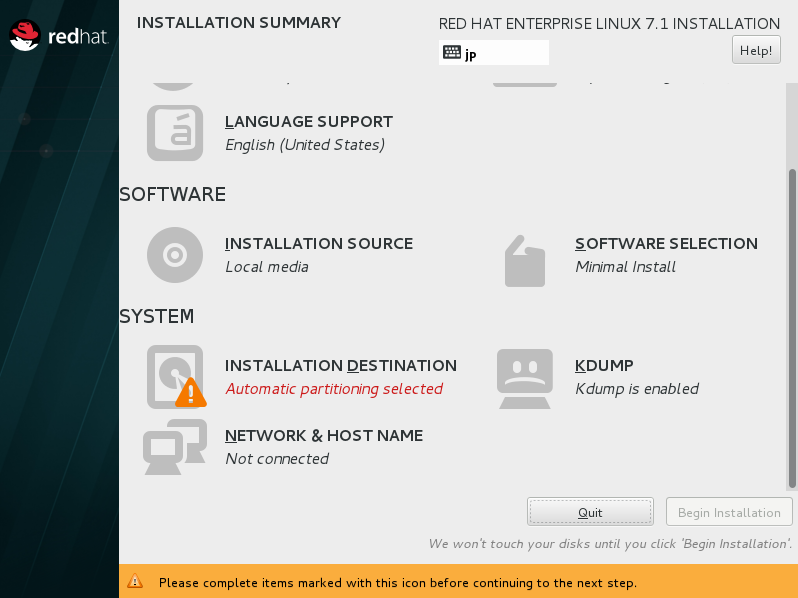 redhat.
INSTALLATION SUMMARY
RED HAT ENTERPRISE LINUX 7.1 INSTALLATION
jp
Help!
LANGUAGE SUPPORT
English (United States)
SOFTWARE
INSTALLATION SOURCE
Local media
SOFTWARE SELECTION
Minimal Install
SYSTEM
INSTALLATION DESTINATION
Automatic partitioning selected
KDUMP
Kdump is enabled
NETWORK & HOST NAME
Not connected
Quit
Begin Installation
We won't touch your disks until you click 'Begin Installation'.
Please complete items marked with this icon before continuing to the next step.